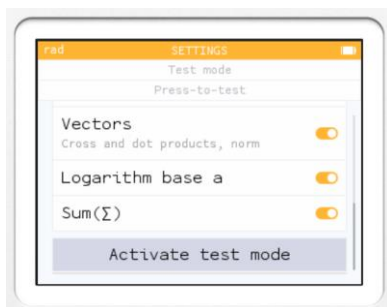 rad SETTINGS
Test mode
Press-to-test
Vectors
Cross and dot products, norm
Logarithm base a
Sum(∑)
Activate test mode